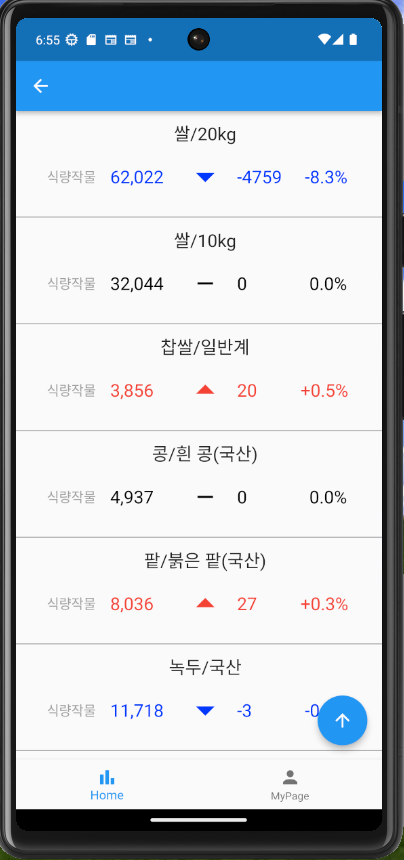 6:55
쌀/20kg
식량작물 62,022 -4759 -8.3%
쌀/10kg
식량작물 32,044 0 0.0%
찹쌀/일반계
식량작물 3,856 20 +0.5%
콩/흰 콩(국산)
식량작물 4,937 0 0.0%
팥/붉은 팥(국산)
식량작물 8,036 27 +0.3%
녹두/국산
식량작물 11,718 -3 -0
Home MyPage